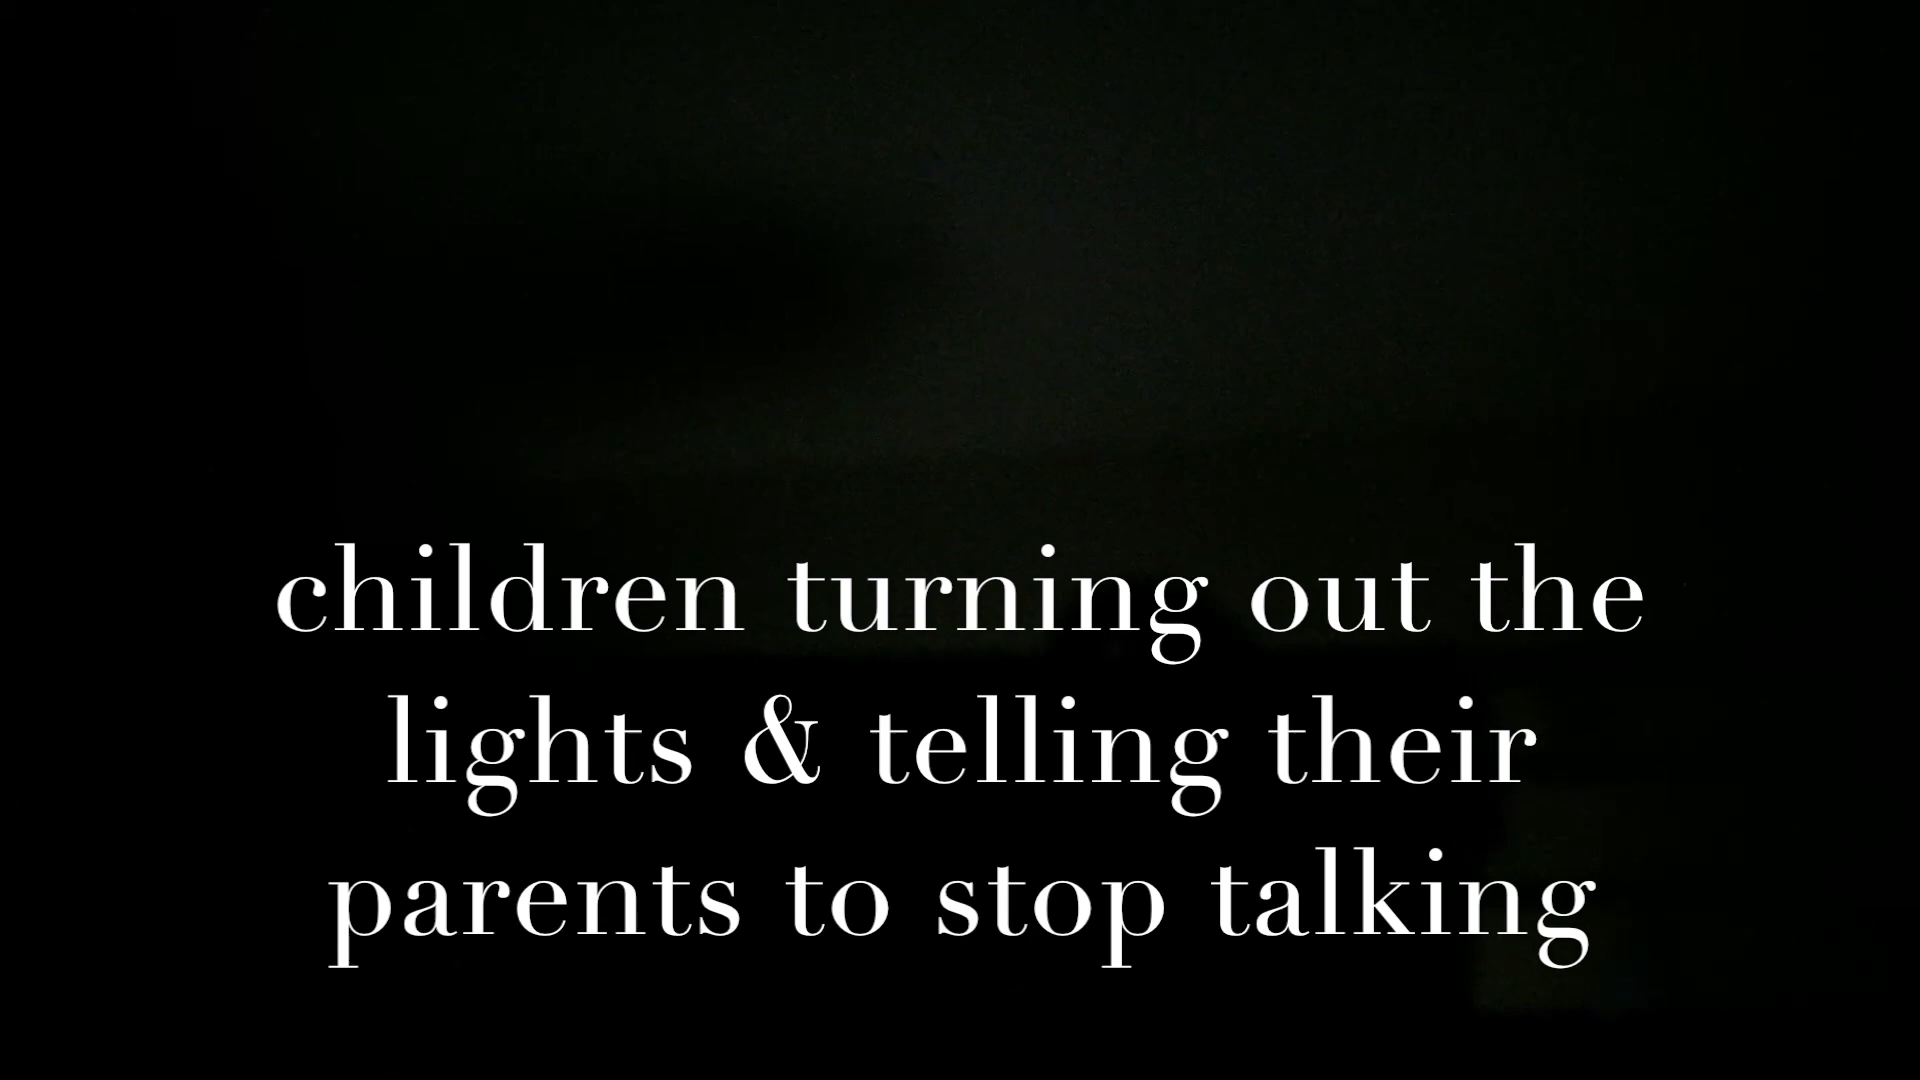 children turning out the
lights & telling their
parents to stop talking